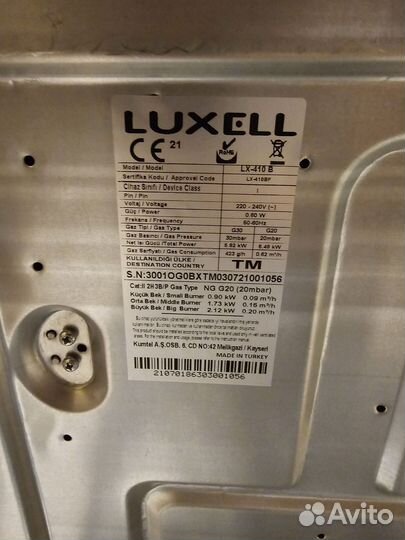 LUXELL
CE 21 RoHS
Model / Model LX-410 B
Sertifika Kodu / Approval Code LX-410BF
Cihaz Sınıfı / Device Class I
Pin / Pin
Voltaj / Voltage 220 - 240V (~)
Güç / Power 0.60 W
Frekans / Frequency 50-60Hz
Gaz Tipi / Gas Type G30 G20
Gaz Basıncı / Gas Pressure 30mbar 20mbar
Net Isı Gücü/Total Power 5.92 kW 6.48 kW
Gaz Sarfiyatı / Consumption 423 g/h 0.62 m³/h
KULLANILDIĞI ÜLKE /
DESTINATION COUNTRY TM
S.N:3001OG0BXTM030721001056
Cat:II 2H3B/P Gas Type NG G20 (20mbar)
Küçük Bek / Small Burner 0.90 kW 0.09 m³/h
Orta Bek / Middle Burner 1.73 kW 0.16 m³/h
Büyük Bek / Big Burner 2.12 kW 0.20 m³/h
Kumtel A.Ş.OSB. 6. CD NO:42 Melikgazi / Kayseri
MADE IN TURKEY
21070186303001056
Avito